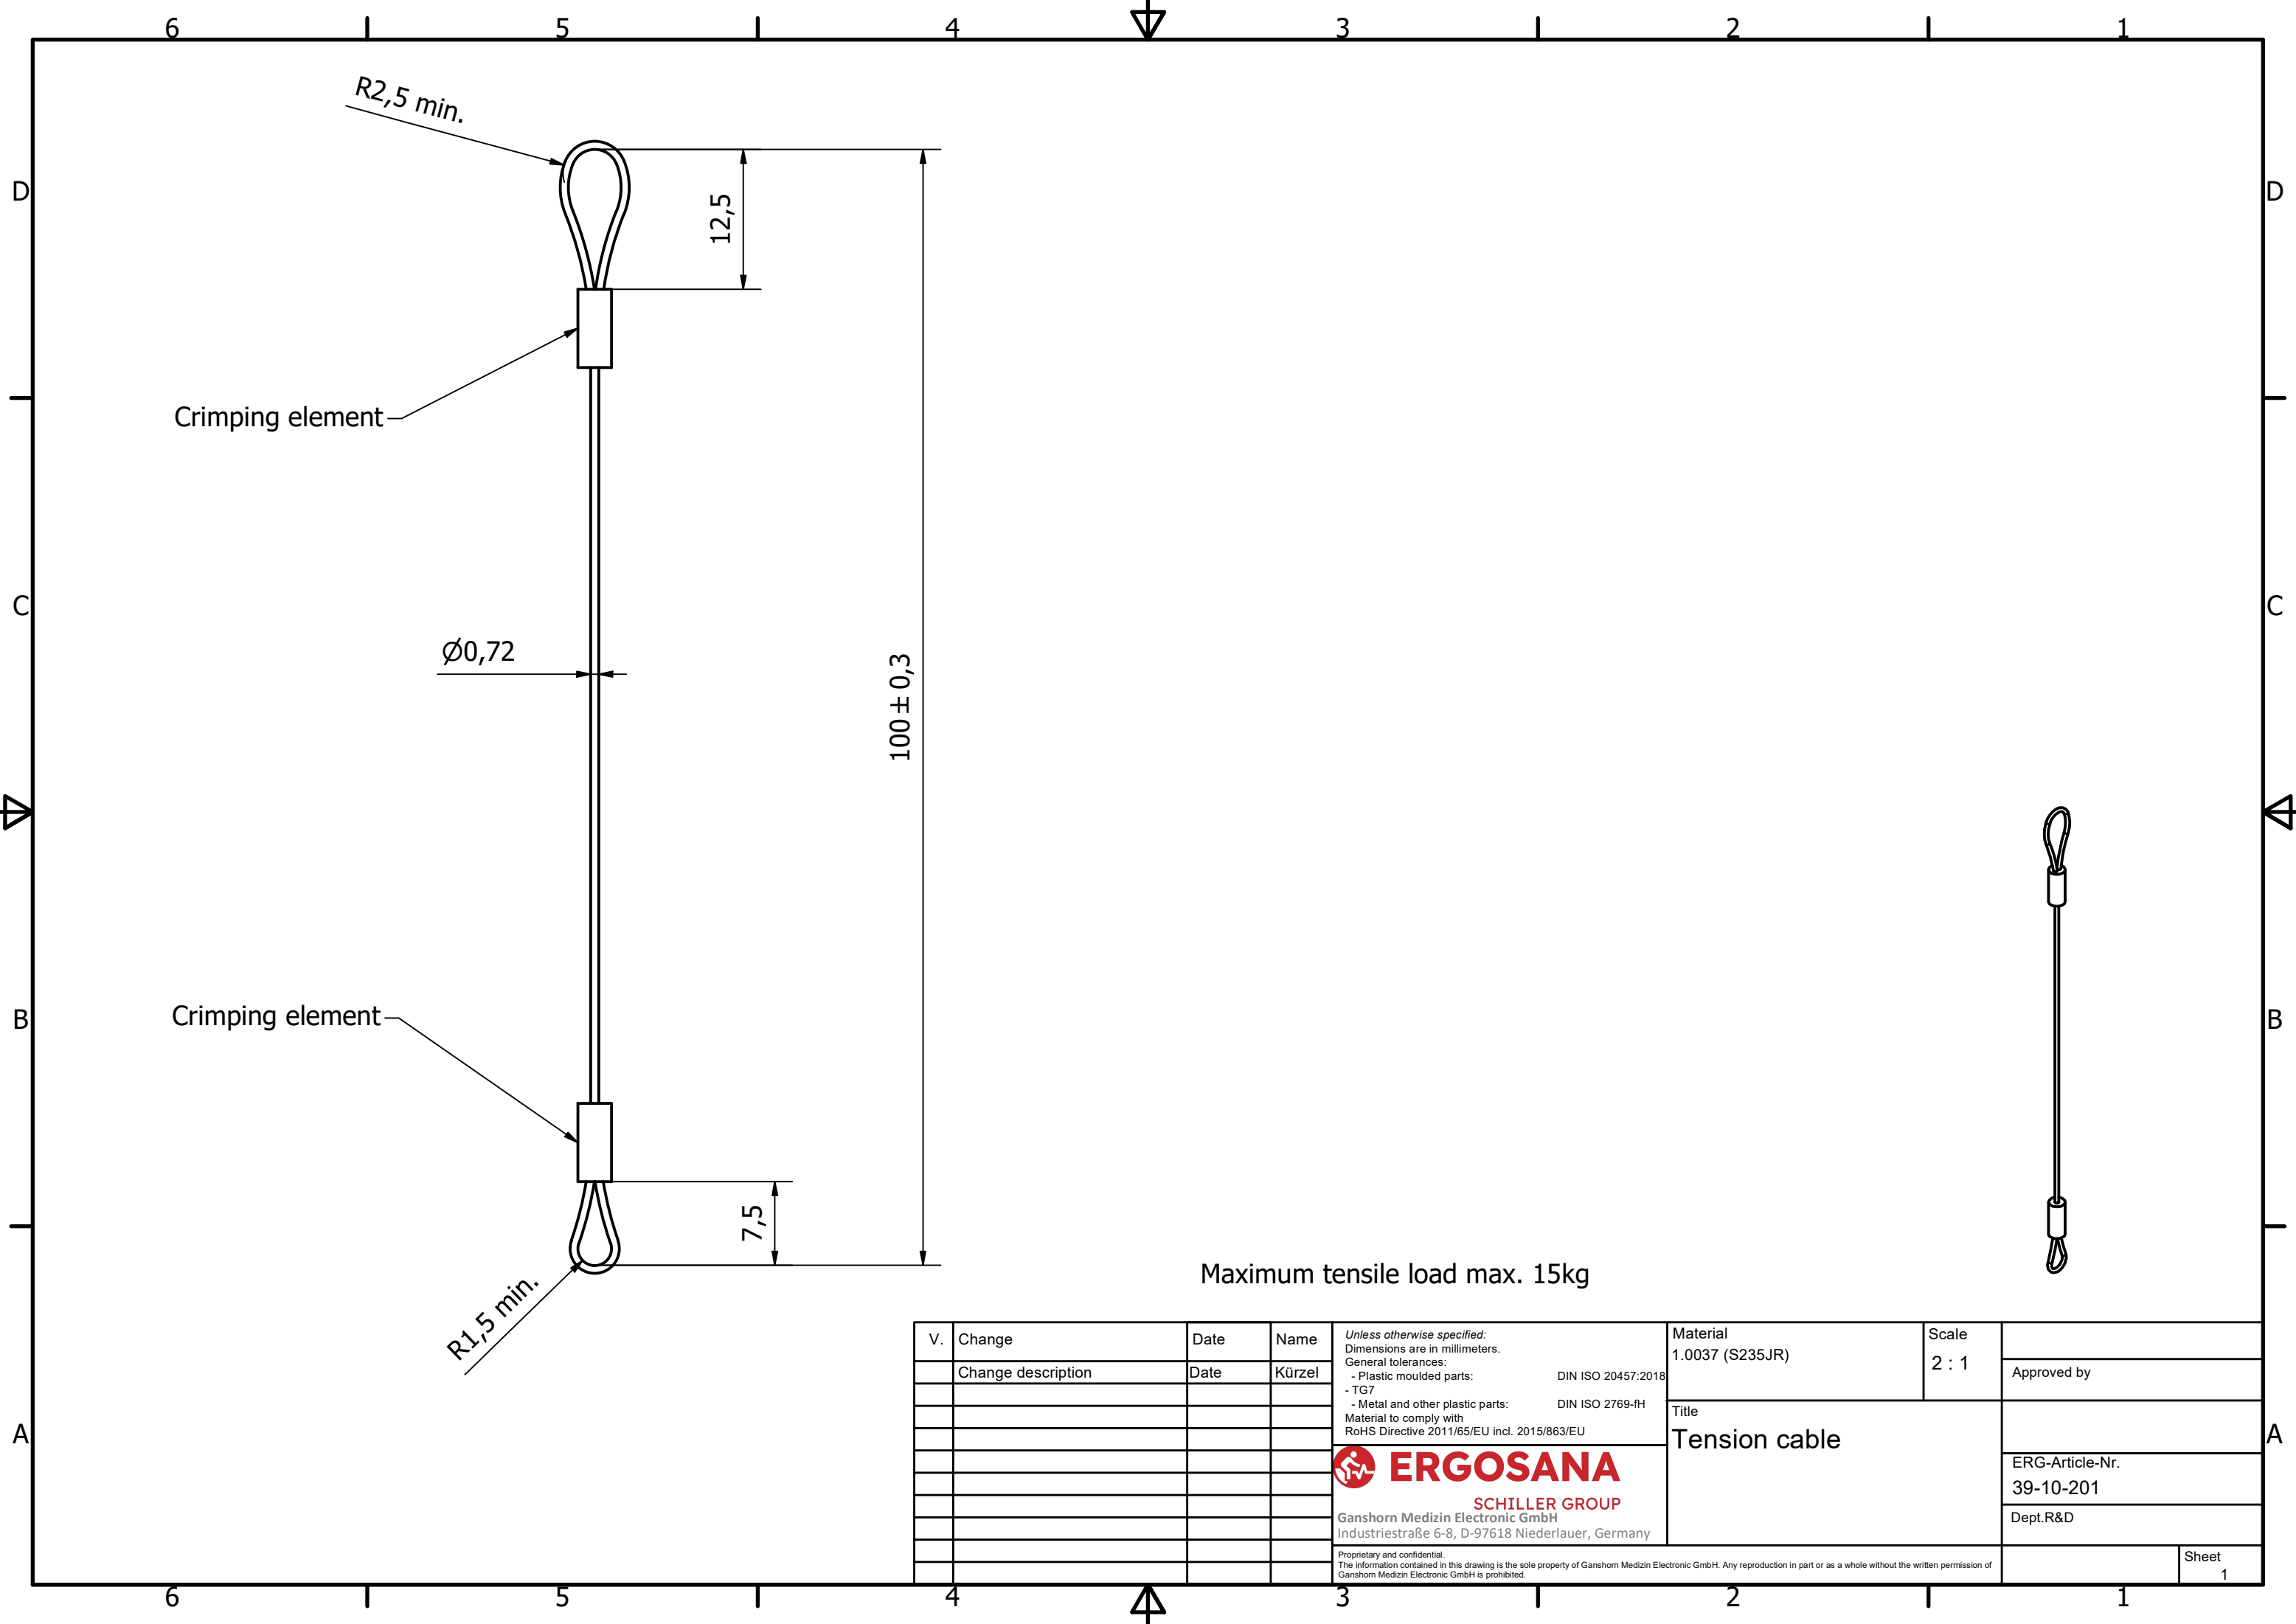 6 5 4 3 2 1
R2,5 min.
D D
12,5
Crimping element
C C
Ø0,72
100 ± 0,3
Crimping element
B B
7,5
R1,5 min.
Maximum tensile load max. 15kg
V. Change Date Name
Change description Date Kürzel
Unless otherwise specified:
Dimensions are in millimeters.
General tolerances:
- Plastic moulded parts: DIN ISO 20457:2018
- TG7
- Metal and other plastic parts: DIN ISO 2769-fH
Material to comply with
RoHS Directive 2011/65/EU incl. 2015/863/EU
Material
1.0037 (S235JR)
Scale
2 : 1
Approved by
Title
Tension cable
A A
ERGOSANA
SCHILLER GROUP
Ganshorn Medizin Electronic GmbH
Industriestraße 6-8, D-97618 Niederlauer, Germany
ERG-Article-Nr.
39-10-201
Dept.R&D
Proprietary and confidential.
The information contained in this drawing is the sole property of Ganshorn Medizin Electronic GmbH. Any reproduction in part or as a whole without the written permission of
Ganshorn Medizin Electronic GmbH is prohibited.
Sheet
1
6 5 4 3 2 1